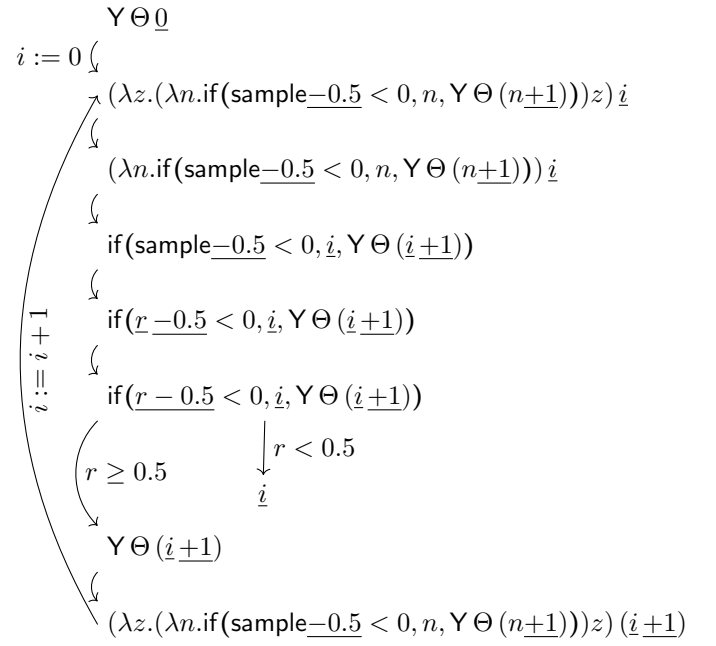 Y Θ 0
i := 0
(λz.(λn.if(sample−0.5 < 0, n, Y Θ (n+1)))z) i
(λn.if(sample−0.5 < 0, n, Y Θ (n+1))) i
if(sample−0.5 < 0, i, Y Θ (i +1))
if(r −0.5 < 0, i, Y Θ (i +1))
i := i + 1
if(r − 0.5 < 0, i, Y Θ (i +1))
r < 0.5
r ≥ 0.5
i
Y Θ (i +1)
(λz.(λn.if(sample−0.5 < 0, n, Y Θ (n+1)))z) (i +1)